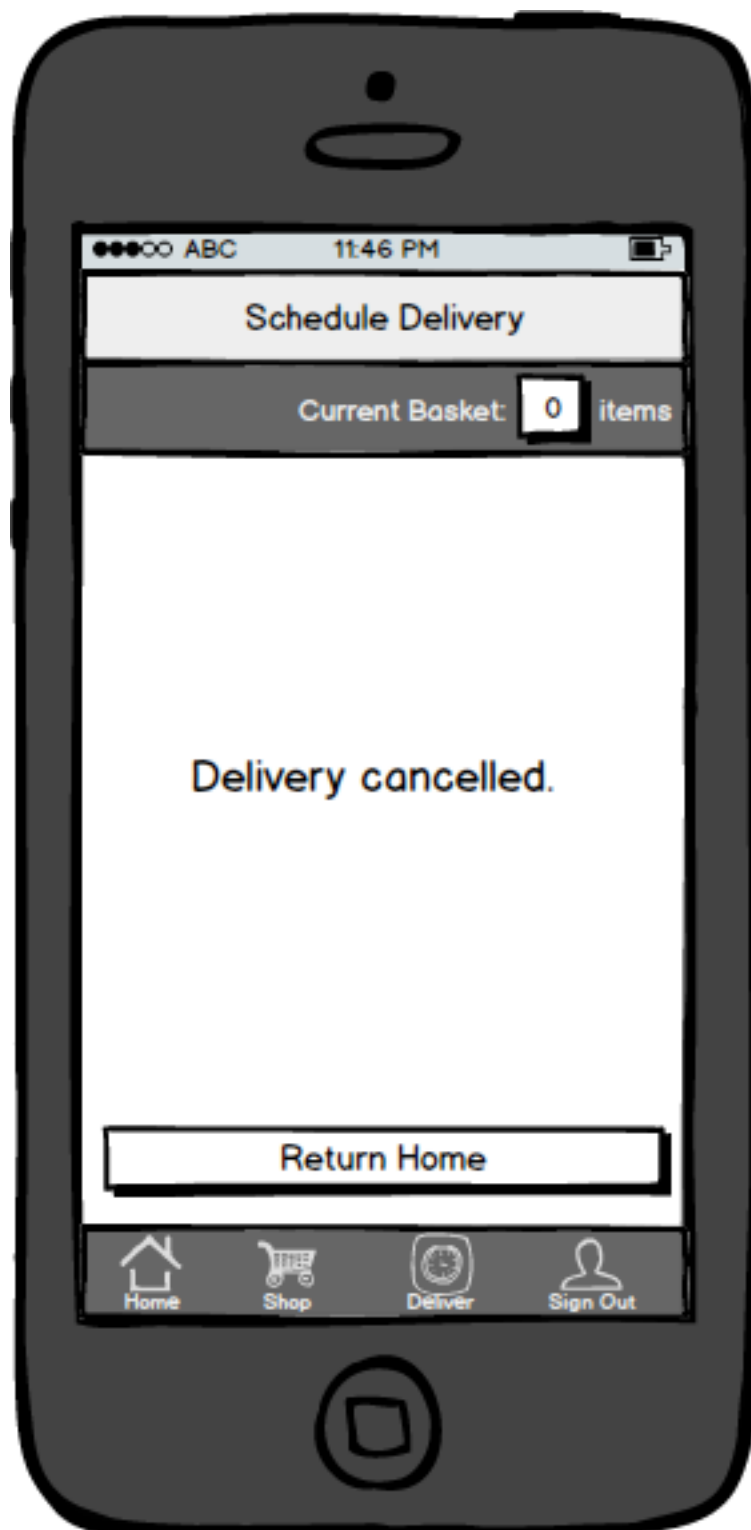 ABC 11:46 PM
Schedule Delivery
Current Basket: 0 items
Delivery cancelled.
Return Home
Home Shop Deliver Sign Out